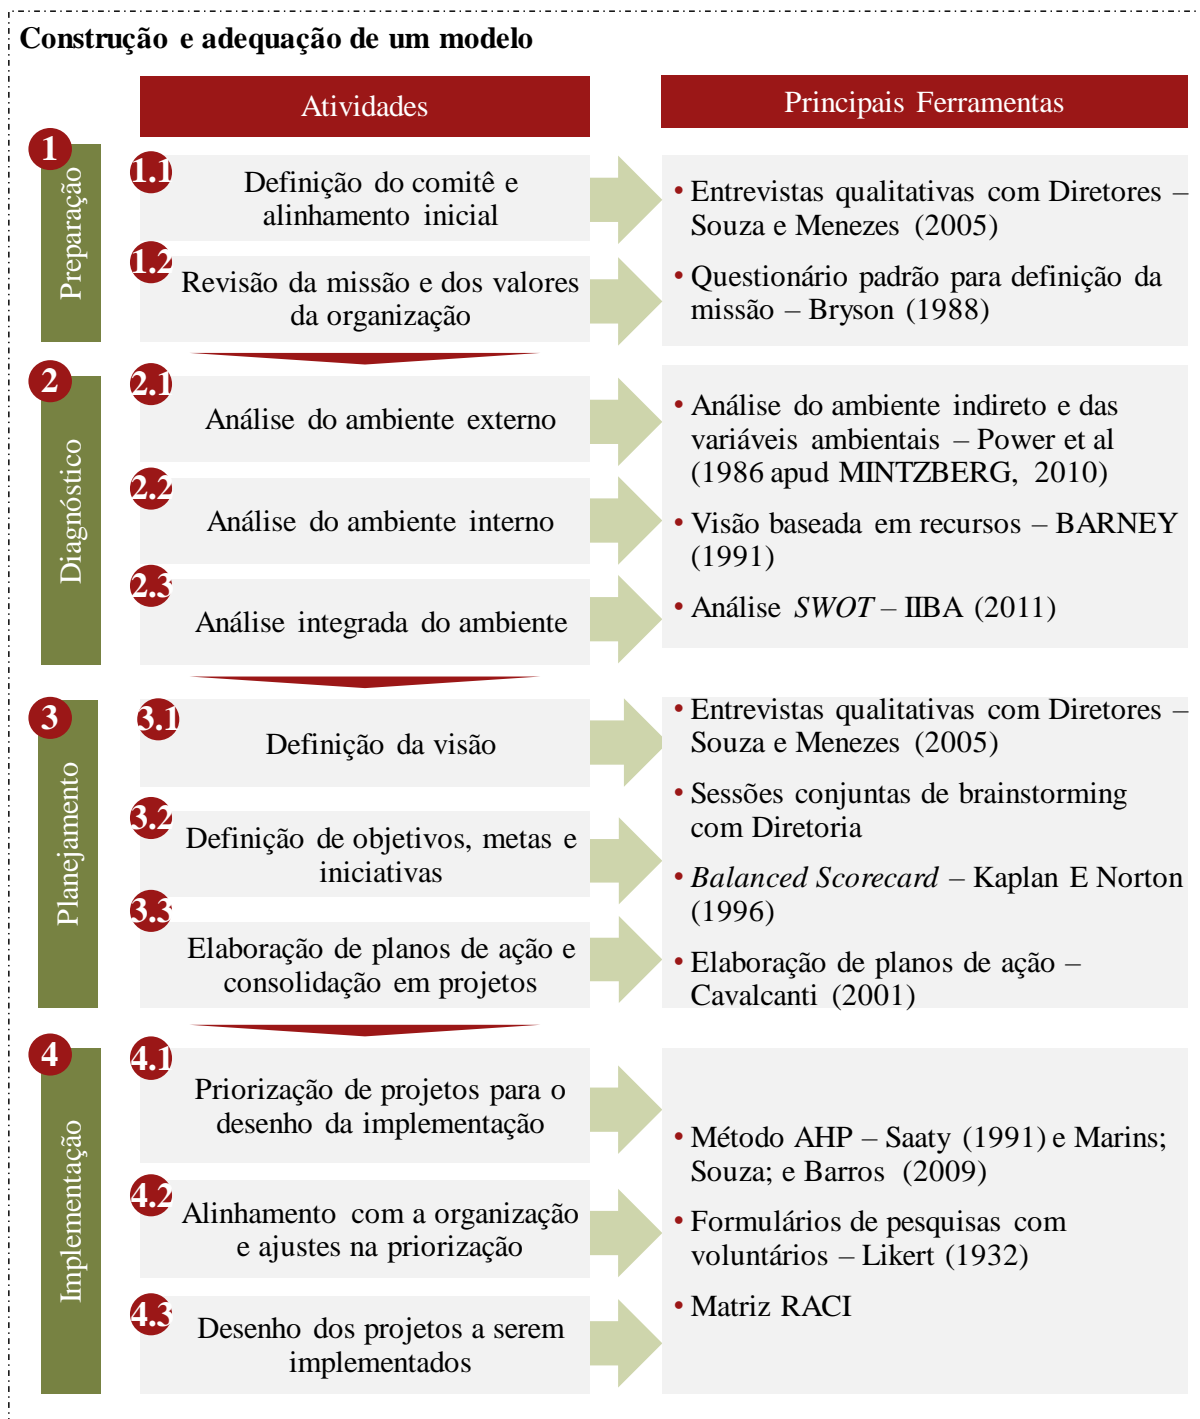 Construção e adequação de um modelo
Atividades
Principais Ferramentas
1
Preparação
1.1
Definição do comitê e
alinhamento inicial
1.2
Revisão da missão e dos valores
da organização
• Entrevistas qualitativas com Diretores –
Souza e Menezes (2005)
• Questionário padrão para definição da
missão – Bryson (1988)
2
Diagnóstico
2.1
Análise do ambiente externo
2.2
Análise do ambiente interno
2.3
Análise integrada do ambiente
• Análise do ambiente indireto e das
variáveis ambientais – Power et al
(1986 apud MINTZBERG, 2010)
• Visão baseada em recursos – BARNEY
(1991)
• Análise SWOT – IIBA (2011)
3
Planejamento
3.1
Definição da visão
3.2
Definição de objetivos, metas e
iniciativas
3.3
Elaboração de planos de ação e
consolidação em projetos
• Entrevistas qualitativas com Diretores –
Souza e Menezes (2005)
• Sessões conjuntas de brainstorming
com Diretoria
• Balanced Scorecard – Kaplan E Norton
(1996)
• Elaboração de planos de ação –
Cavalcanti (2001)
4
Implementação
4.1
Priorização de projetos para o
desenho da implementação
4.2
Alinhamento com a organização
e ajustes na priorização
4.3
Desenho dos projetos a serem
implementados
• Método AHP – Saaty (1991) e Marins;
Souza; e Barros (2009)
• Formulários de pesquisas com
voluntários – Likert (1932)
• Matriz RACI